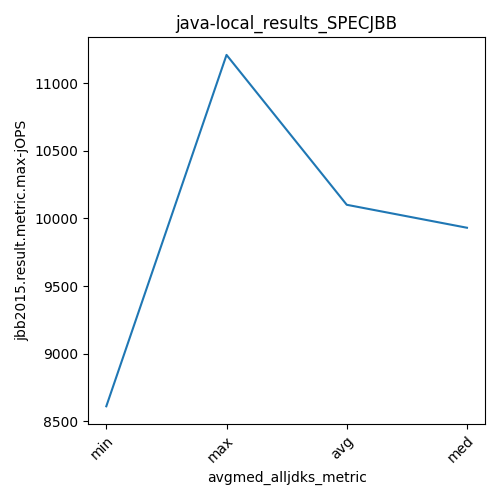 java-local_results_SPECJBB
jbb2015.result.metric.max-jOPS
11000
10500
10000
9500
9000
8500
min
max
avg
med
avgmed_alljdks_metric